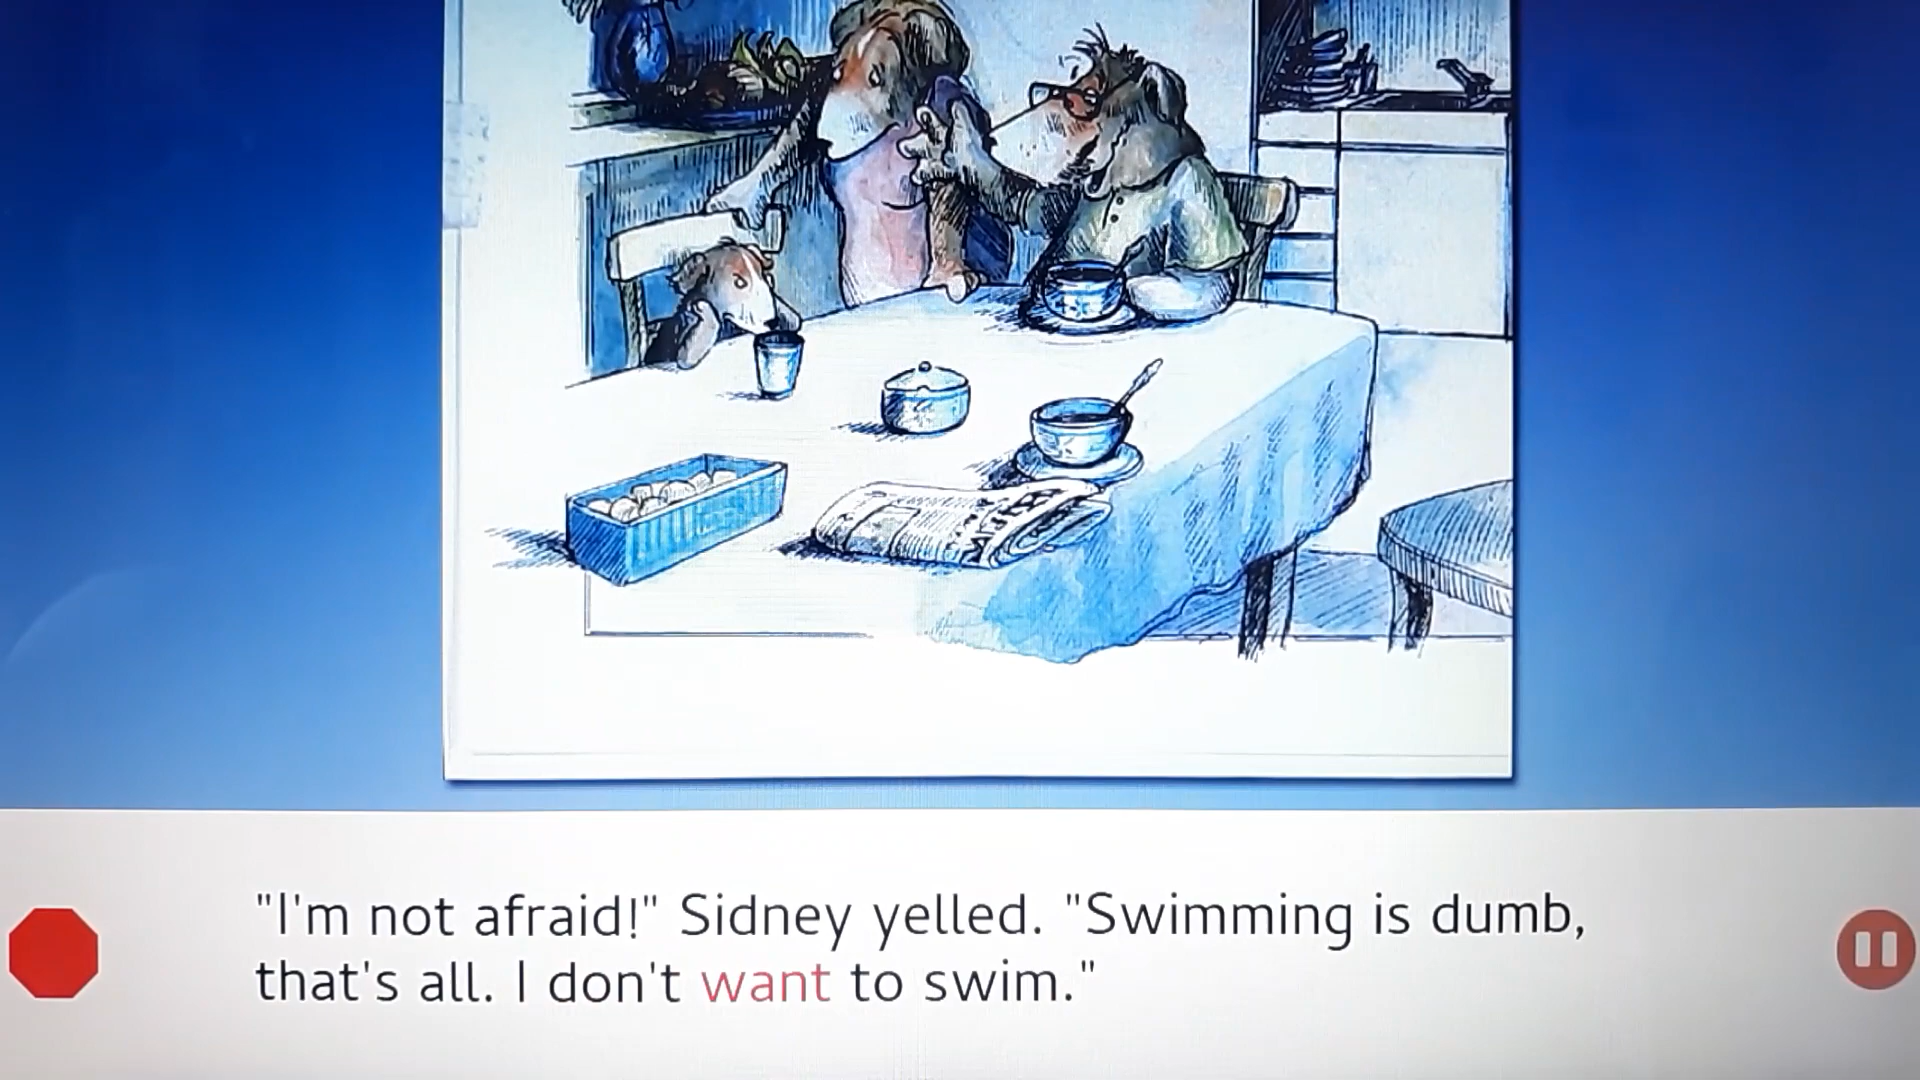 "I'm not afraid!" Sidney yelled. "Swimming is dumb,
that's all. I don't want to swim."